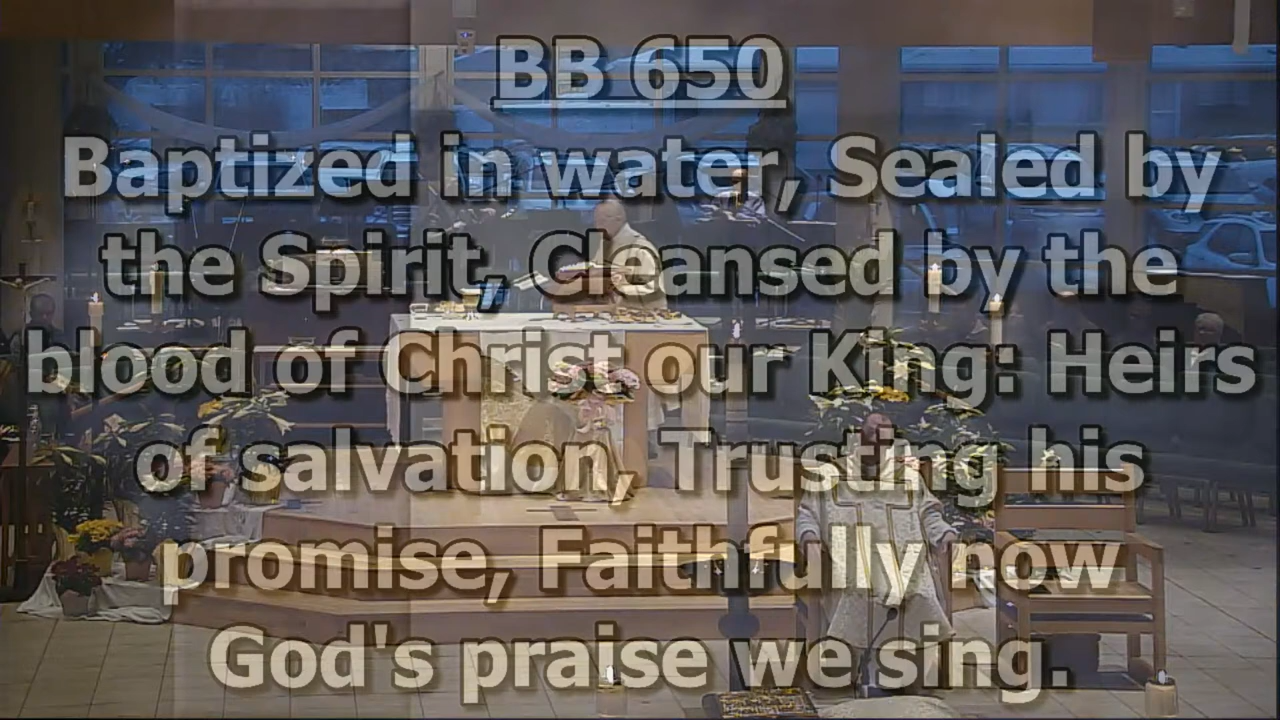 BB 650
Baptized in water, Sealed by
the Spirit, Cleansed by the
blood of Christ our King: Heirs
of salvation, Trusting his
promise, Faithfully now
God's praise we sing.